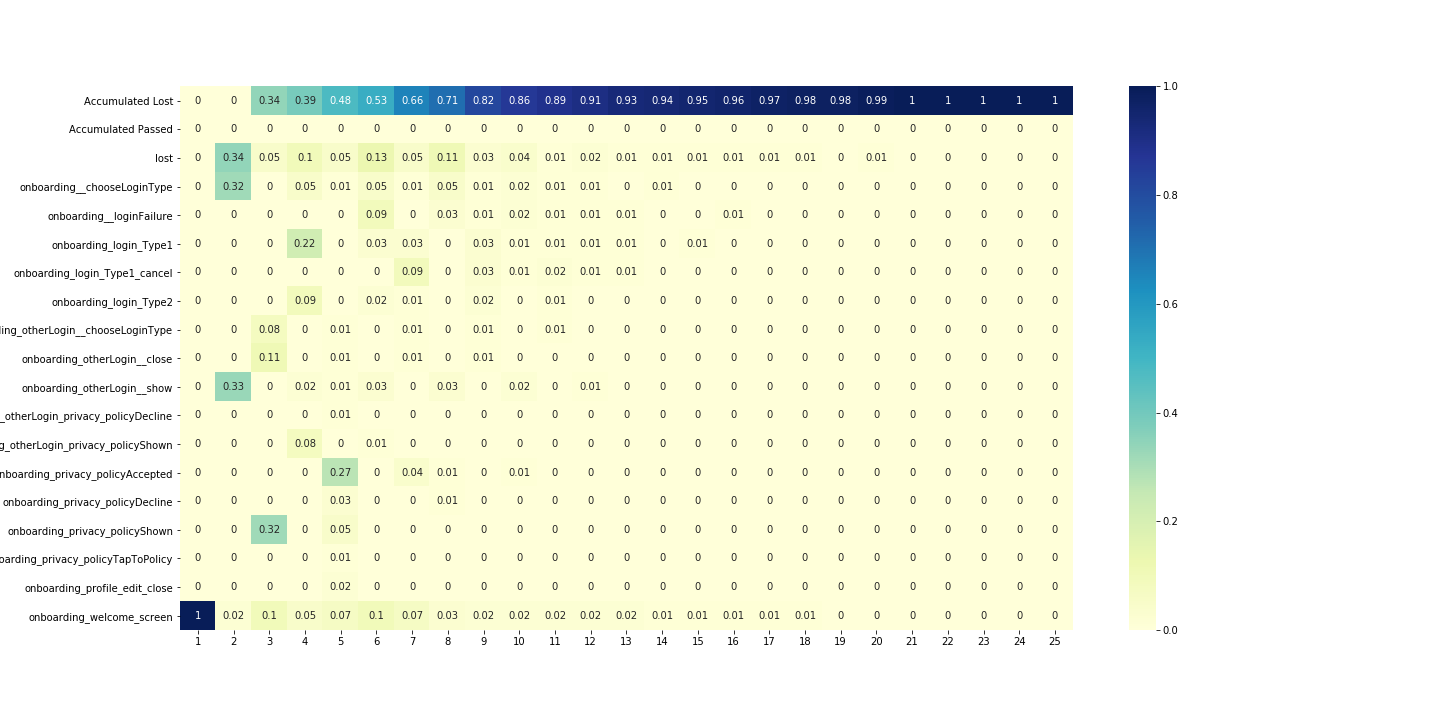 Accumulated Lost 0 0 0.34 0.39 0.48 0.53 0.66 0.71 0.82 0.86 0.89 0.91 0.93 0.94 0.95 0.96 0.97 0.98 0.98 0.99 1 1 1 1 1 1.0
Accumulated Passed 0 0 0 0 0 0 0 0 0 0 0 0 0 0 0 0 0 0 0 0 0 0 0 0 0
lost 0 0.34 0.05 0.1 0.05 0.13 0.05 0.11 0.03 0.04 0.01 0.02 0.01 0.01 0.01 0.01 0.01 0.01 0 0.01 0 0 0 0 0
onboarding__chooseLoginType 0 0.32 0 0.05 0.01 0.05 0.01 0.05 0.01 0.02 0.01 0.01 0 0.01 0 0 0 0 0 0 0 0 0 0 0 0.8
onboarding__loginFailure 0 0 0 0 0 0.09 0 0.03 0.01 0.02 0.01 0.01 0.01 0 0 0.01 0 0 0 0 0 0 0 0 0
onboarding_login_Type1 0 0 0 0.22 0 0.03 0.03 0 0.03 0.01 0.01 0.01 0.01 0 0.01 0 0 0 0 0 0 0 0 0 0
onboarding_login_Type1_cancel 0 0 0 0 0 0 0.09 0 0.03 0.01 0.02 0.01 0.01 0 0 0 0 0 0 0 0 0 0 0 0
onboarding_login_Type2 0 0 0 0.09 0 0.02 0.01 0 0.02 0 0.01 0 0 0 0 0 0 0 0 0 0 0 0 0 0 0.6
ing_otherLogin__chooseLoginType 0 0 0.08 0 0.01 0 0.01 0 0.01 0 0.01 0 0 0 0 0 0 0 0 0 0 0 0 0 0
onboarding_otherLogin__close 0 0 0.11 0 0.01 0 0.01 0 0.01 0 0 0 0 0 0 0 0 0 0 0 0 0 0 0 0
onboarding_otherLogin__show 0 0.33 0 0.02 0.01 0.03 0 0.03 0 0.02 0 0.01 0 0 0 0 0 0 0 0 0 0 0 0 0
_otherLogin_privacy_policyDecline 0 0 0 0 0.01 0 0 0 0 0 0 0 0 0 0 0 0 0 0 0 0 0 0 0 0 0.4
g_otherLogin_privacy_policyShown 0 0 0 0.08 0 0.01 0 0 0 0 0 0 0 0 0 0 0 0 0 0 0 0 0 0 0
nboarding_privacy_policyAccepted 0 0 0 0 0.27 0 0.04 0.01 0 0.01 0 0 0 0 0 0 0 0 0 0 0 0 0 0 0
onboarding_privacy_policyDecline 0 0 0 0 0.03 0 0 0.01 0 0 0 0 0 0 0 0 0 0 0 0 0 0 0 0 0
onboarding_privacy_policyShown 0 0 0.32 0 0.05 0 0 0 0 0 0 0 0 0 0 0 0 0 0 0 0 0 0 0 0 0.2
oarding_privacy_policyTapToPolicy 0 0 0 0 0.01 0 0 0 0 0 0 0 0 0 0 0 0 0 0 0 0 0 0 0 0
onboarding_profile_edit_close 0 0 0 0 0.02 0 0 0 0 0 0 0 0 0 0 0 0 0 0 0 0 0 0 0 0
onboarding_welcome_screen 1 0.02 0.1 0.05 0.07 0.1 0.07 0.03 0.02 0.02 0.02 0.02 0.02 0.01 0.01 0.01 0.01 0.01 0 0 0 0 0 0 0 0.0
1 2 3 4 5 6 7 8 9 10 11 12 13 14 15 16 17 18 19 20 21 22 23 24 25